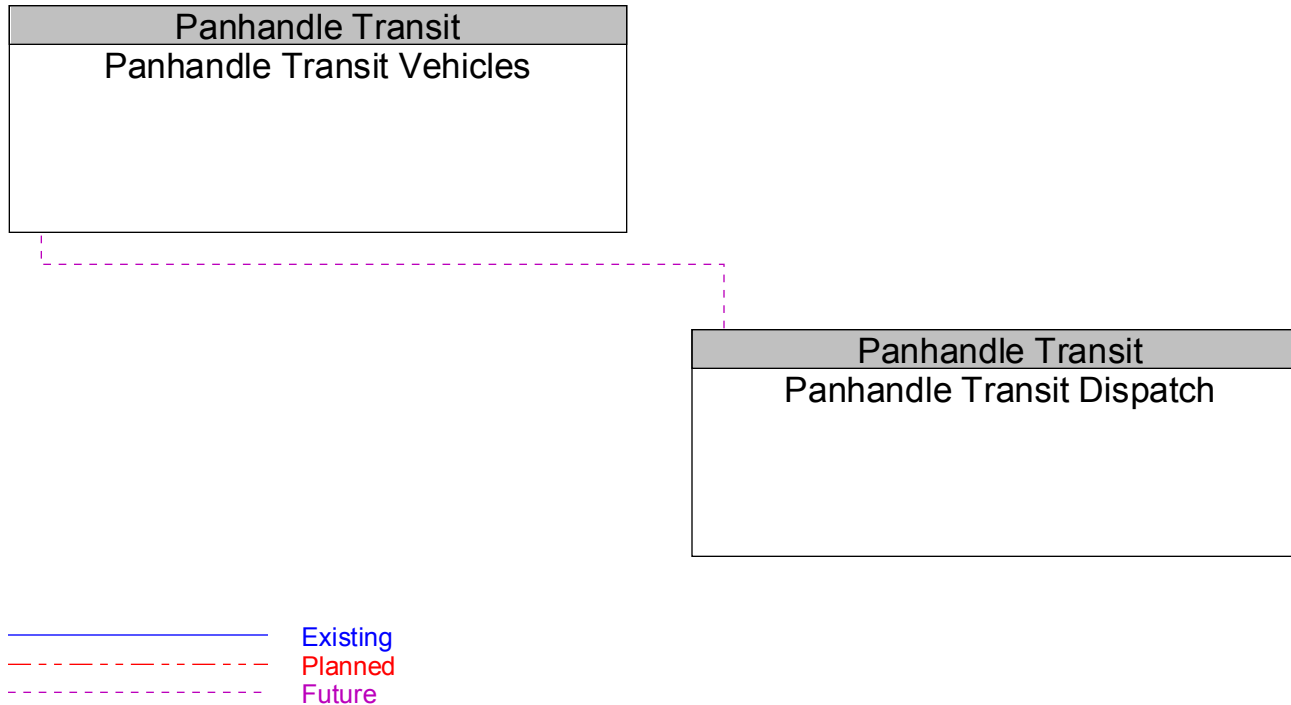 Panhandle Transit
Panhandle Transit Vehicles
Panhandle Transit
Panhandle Transit Dispatch
Existing
Planned
Future